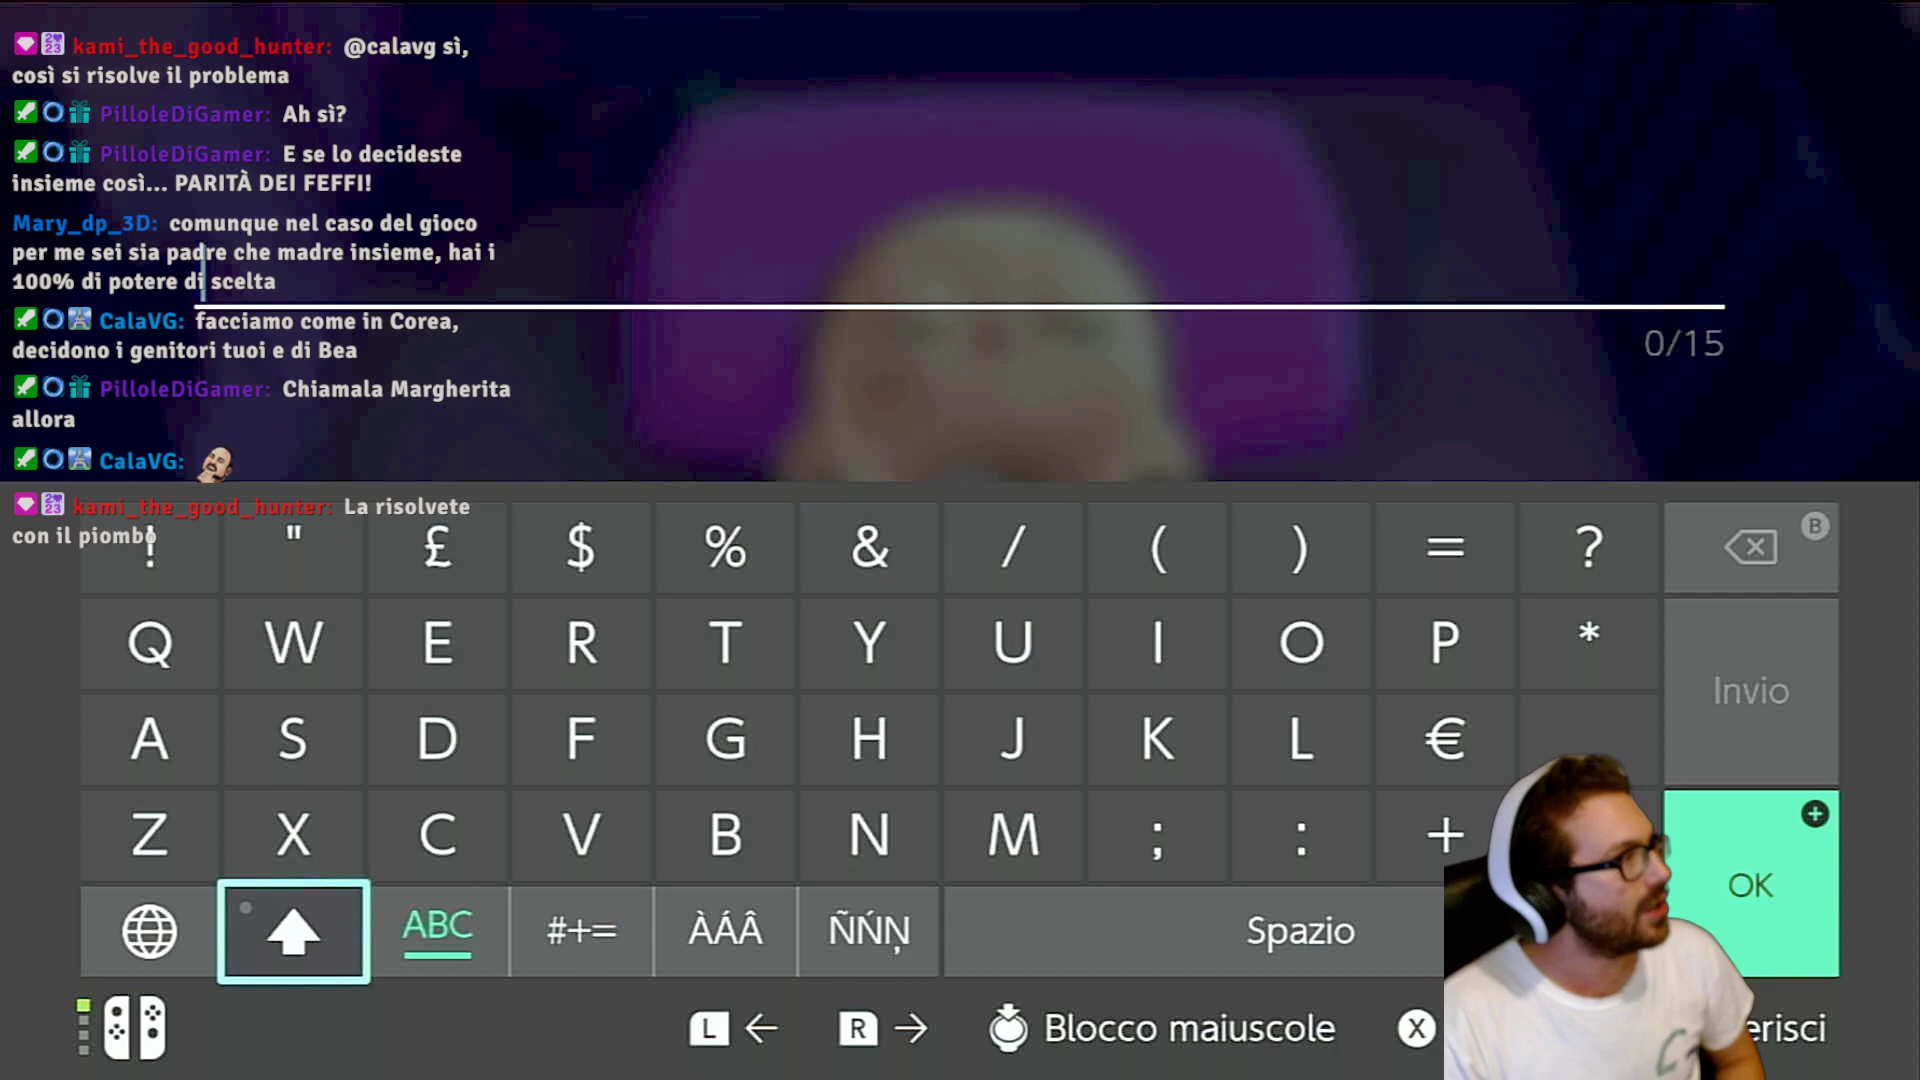 kami_the_good_hunter: @calavg sì,
così si risolve il problema
PilloleDiGamer: Ah sì?
PilloleDiGamer: E se lo decideste
insieme così... PARITÀ DEI FEFFI!
Mary_dp_3D: comunque nel caso del gioco
per me sei sia padre che madre insieme, hai i
100% di potere di scelta
CalaVG: facciamo come in Corea,
decidono i genitori tuoi e di Bea
0/15
PilloleDiGamer: Chiamala Margherita
allora
CalaVG:
kami_the_good_hunter: La risolvete
con il piombo
! " £ $ % & / ( ) = ? B
Q W E R T Y U I O P *
Invio
A S D F G H J K L €
Z X C V B N M ; : +
OK
ABC #+= ÀÁÂ ÑŃŅ Spazio
L ← R → Blocco maiuscole X erisci